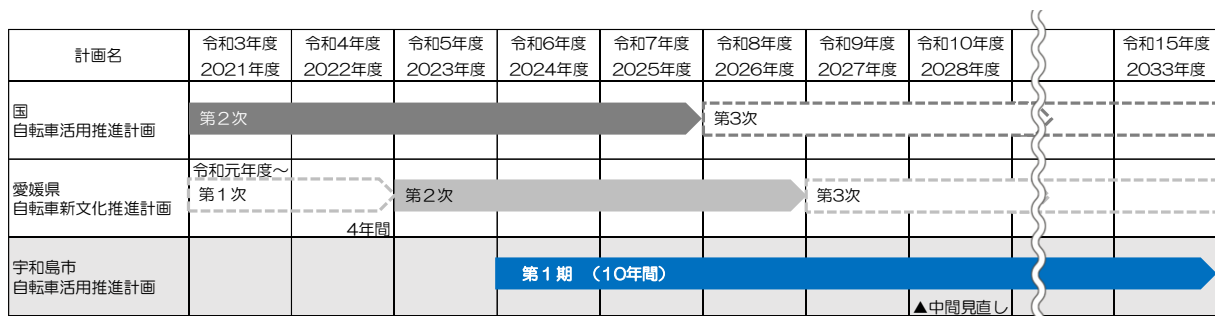 計画名
令和3年度
2021年度
令和4年度
2022年度
令和5年度
2023年度
令和6年度
2024年度
令和7年度
2025年度
令和8年度
2026年度
令和9年度
2027年度
令和10年度
2028年度
令和15年度
2033年度
国
自転車活用推進計画
第2次
第3次
愛媛県
自転車新文化推進計画
令和元年度~
第1次
4年間
第2次
第3次
宇和島市
自転車活用推進計画
第1期 (10年間)
▲中間見直し